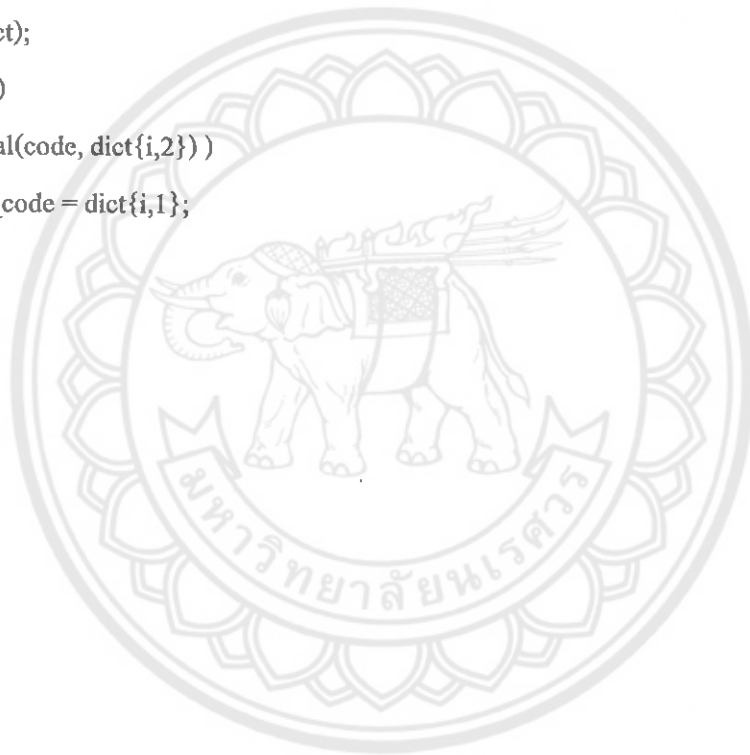 ct);
)
al(code, dict{i,2}) )
_code = dict{i,1};
มหาวิทยาลัยนเรศวร